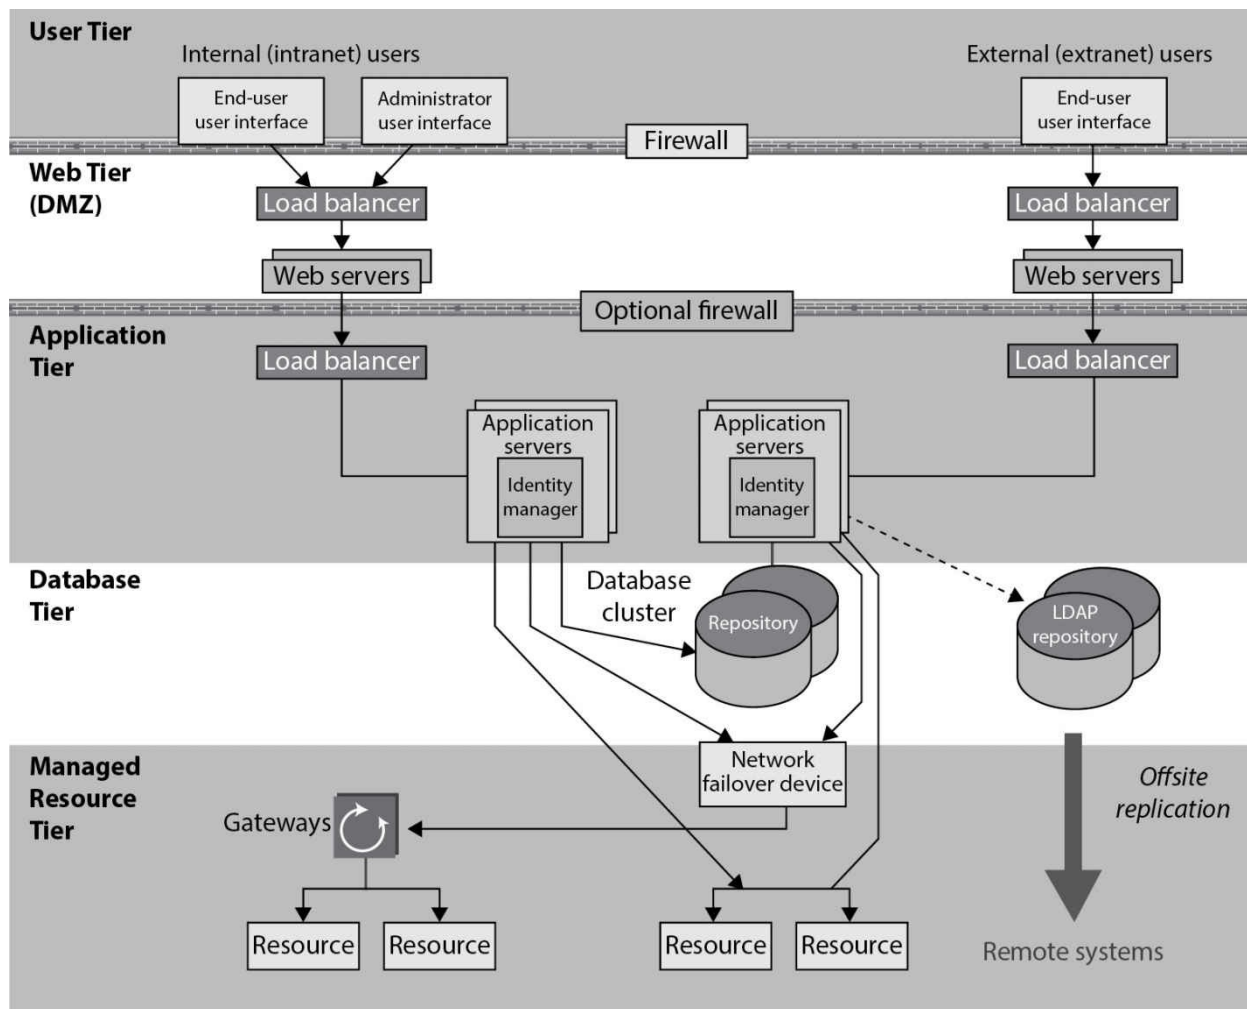 User Tier
Internal (intranet) users
External (extranet) users
End-user
user interface
Administrator
user interface
End-user
user interface
Firewall
Web Tier
(DMZ)
Load balancer
Load balancer
Web servers
Web servers
Optional firewall
Application
Tier
Load balancer
Load balancer
Application
servers
Identity
manager
Application
servers
Identity
manager
Database
Tier
Database
cluster
Repository
LDAP
repository
Managed
Resource
Tier
Network
failover device
Offsite
replication
Gateways
Resource
Resource
Resource
Resource
Remote systems